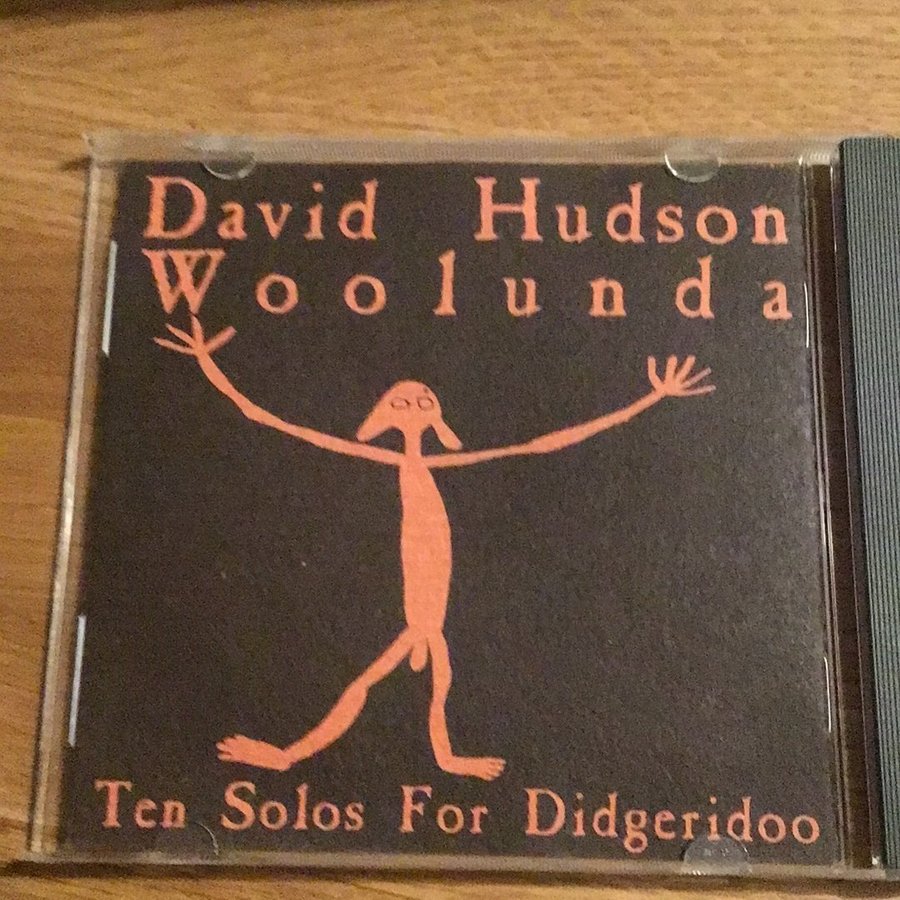 David Hudson
Woolunda
Ten Solos For Didgeridoo